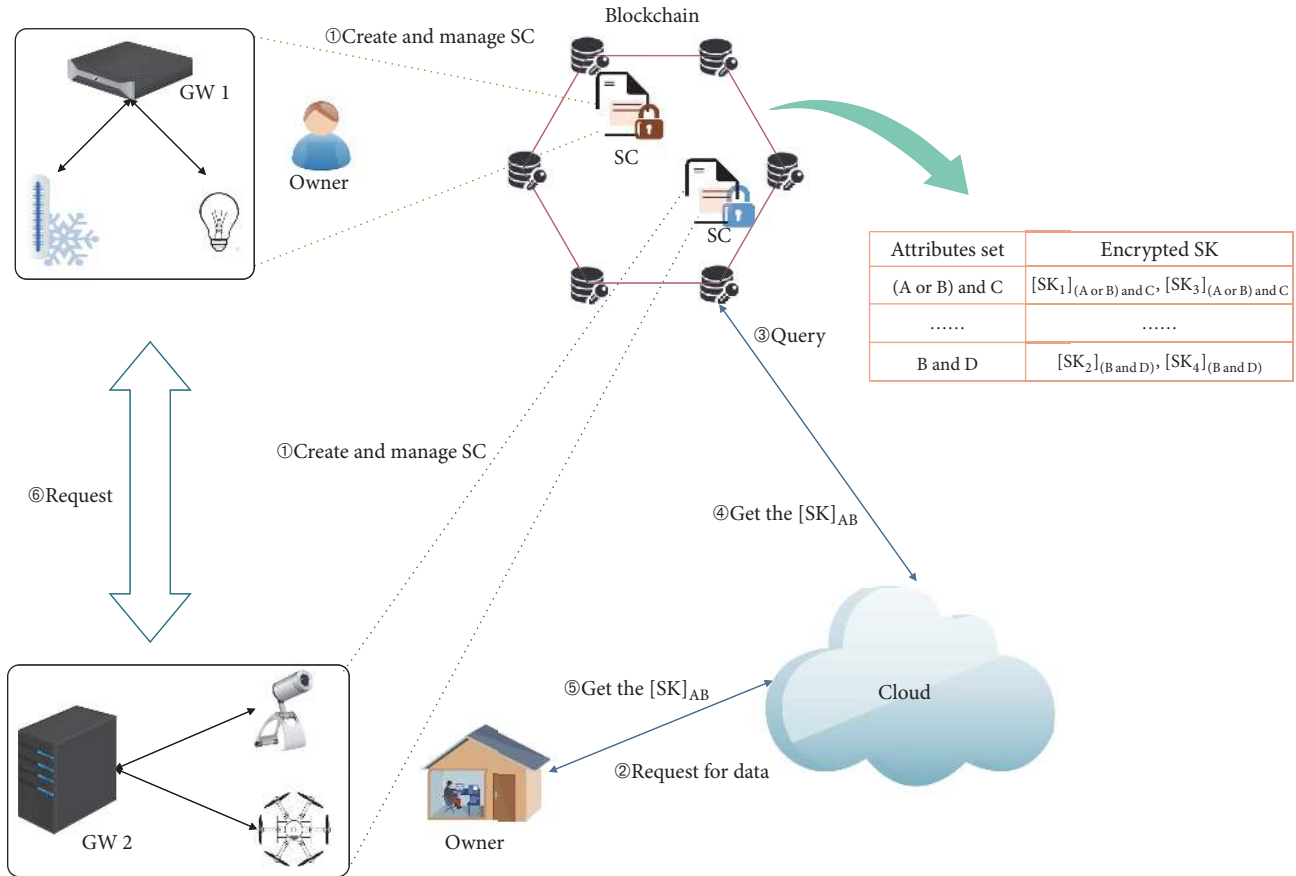 Blockchain
①Create and manage SC
GW 1
Owner
SC
SC
Attributes set
Encrypted SK
(A or B) and C
[SK1](A or B) and C, [SK3](A or B) and C
......
......
B and D
[SK2](B and D), [SK4](B and D)
③Query
①Create and manage SC
⑥Request
④Get the [SK]AB
⑤Get the [SK]AB
Cloud
②Request for data
GW 2
Owner